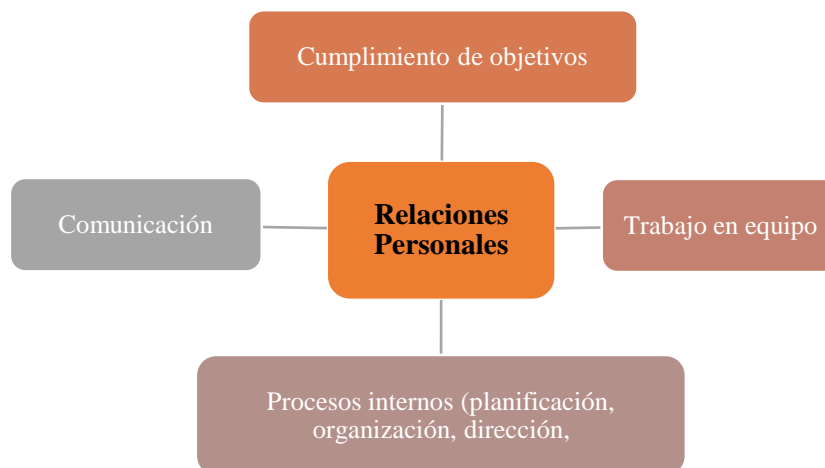 Cumplimiento de objetivos
Comunicación
Relaciones
Personales
Trabajo en equipo
Procesos internos (planificación,
organización, dirección,